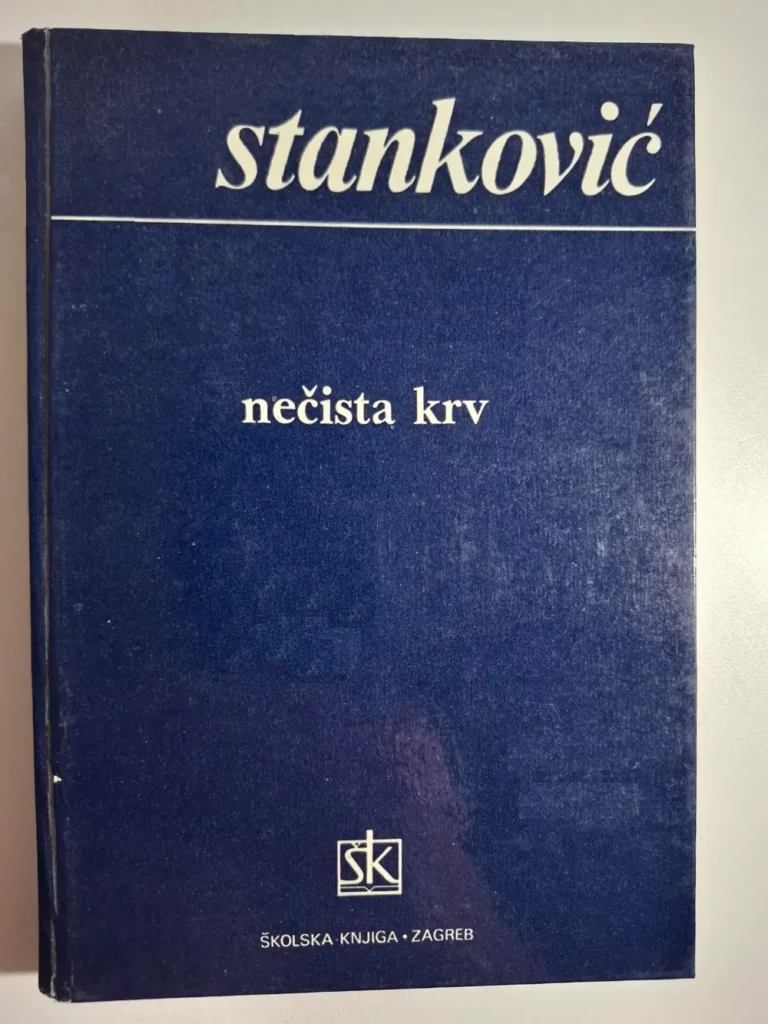 stanković
nečista krv
šk
ŠKOLSKA KNJIGA • ZAGREB